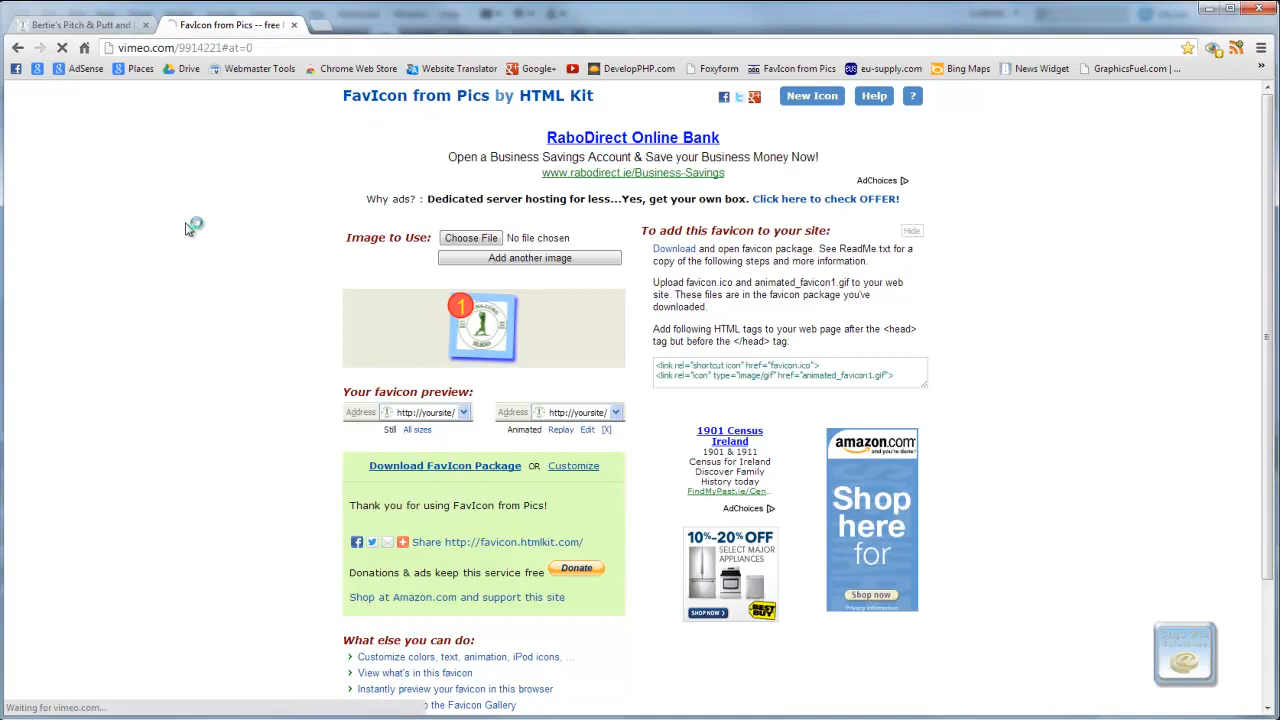 Bertie's Pitch & Putt and
FavIcon from Pics -- free
vimeo.com/9914221#at=0
AdSense
Places
Drive
Webmaster Tools
Chrome Web Store
Website Translator
Google+
DevelopPHP.com
Foxyform
FavIcon from Pics
eu-supply.com
Bing Maps
News Widget
GraphicsFuel.com | ...
FavIcon from Pics by HTML Kit
New Icon
Help
?
RaboDirect Online Bank
Open a Business Savings Account & Save your Business Money Now!
www.rabodirect.ie/Business-Savings
AdChoices
Why ads? : Dedicated server hosting for less...Yes, get your own box. Click here to check OFFER!
Image to Use: Choose File No file chosen
Add another image
1
Your favicon preview:
Address http://yoursite/
Address http://yoursite/
Still All sizes
Animated Replay Edit [X]
Download FavIcon Package OR Customize
Thank you for using FavIcon from Pics!
Share http://favicon.htmlkit.com/
Donations & ads keep this service free Donate
Shop at Amazon.com and support this site
What else you can do:
Customize colors, text, animation, iPod icons, ...
View what's in this favicon
Instantly preview your favicon in this browser
the Favicon Gallery
To add this favicon to your site:
Hide
Download and open favicon package. See ReadMe.txt for a
copy of the following steps and more information.
Upload favicon.ico and animated_favicon1.gif to your web
site. These files are in the favicon package you've
downloaded.
Add following HTML tags to your web page after the <head>
tag but before the </head> tag:
<link rel="shortcut icon" href="favicon.ico">
<link rel="icon" type="image/gif" href="animated_favicon1.gif">
1901 Census
Ireland
1901 & 1911
Census for Ireland
Discover Family
History today
FindMyPast.ie/Cen...
AdChoices
10%-20% OFF
SELECT MAJOR
APPLIANCES
SHOP NOW
BEST BUY
amazon.com
and you're done.
Shop
here
for
Shop now
Privacy Information
Waiting for vimeo.com...